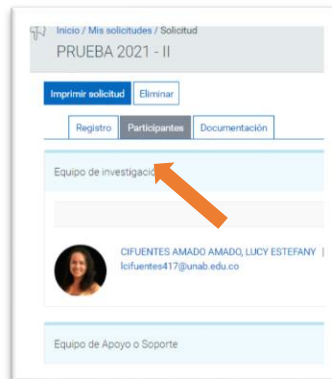 Inicio / Mis solicitudes / Solicitud
PRUEBA 2021 - II
Imprimir solicitud Eliminar
Registro Participantes Documentación
Equipo de investigació
CIFUENTES AMADO AMADO, LUCY ESTEFANY |
lcifuentes417@unab.edu.co
Equipo de Apoyo o Soporte